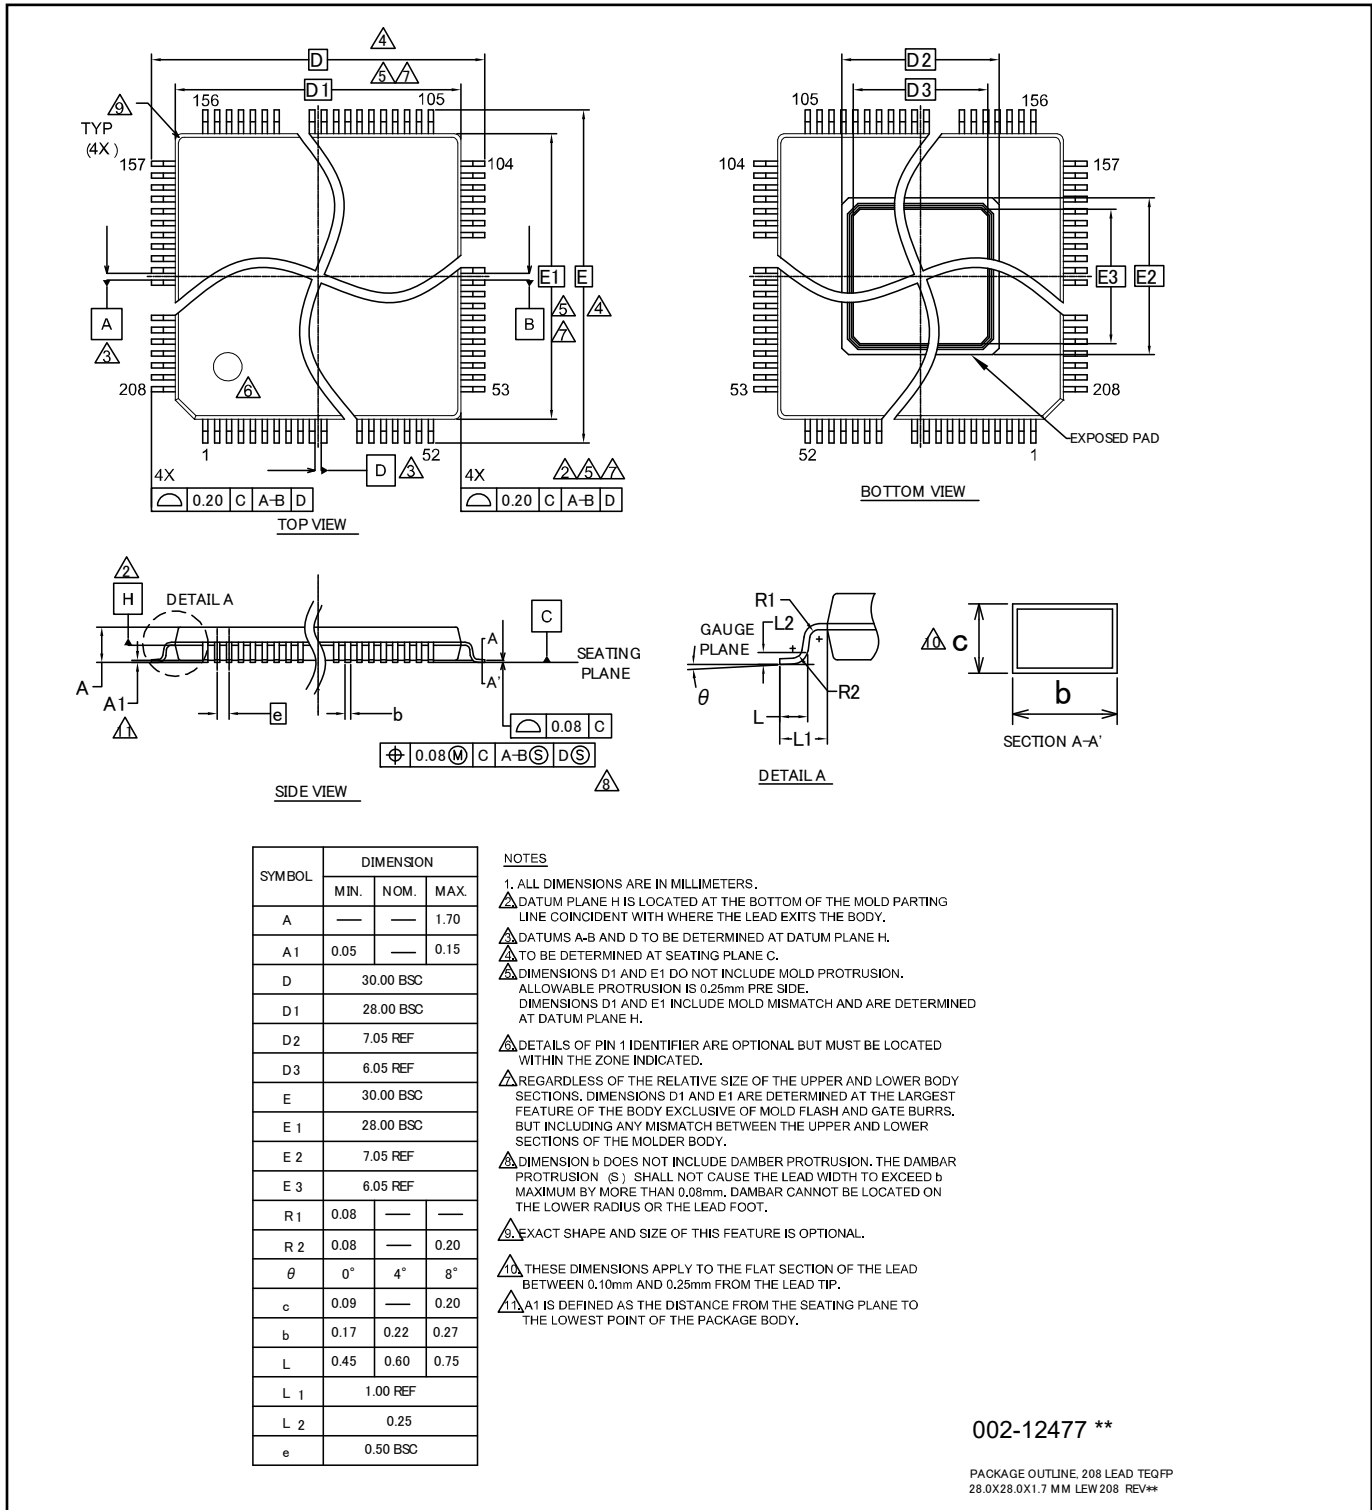 4
D
5 7
D1
9
156
105
TYP
(4X)
157
104
E1
E
A
B
5
4
3
7
208
6
53
1
52
4X
D
3
4X
2 5 7
0.20 C A-B D
0.20 C A-B D
TOP VIEW
D2
D3
105
156
104
157
E3
E2
53
208
EXPOSED PAD
52
1
BOTTOM VIEW
2
H
DETAIL A
C
A
A'
SEATING
PLANE
A
A1
11
e
b
0.08 C
0.08 M C A-B S D S
8
SIDE VIEW
R1
L2
GAUGE
PLANE
θ
R2
L
L1
DETAIL A
10 c
b
SECTION A-A'
SYMBOL DIMENSION
MIN. NOM. MAX.
A — — 1.70
A1 0.05 — 0.15
D 30.00 BSC
D1 28.00 BSC
D2 7.05 REF
D3 6.05 REF
E 30.00 BSC
E 1 28.00 BSC
E 2 7.05 REF
E 3 6.05 REF
R1 0.08 — —
R 2 0.08 — 0.20
θ 0° 4° 8°
c 0.09 — 0.20
b 0.17 0.22 0.27
L 0.45 0.60 0.75
L 1 1.00 REF
L 2 0.25
e 0.50 BSC
NOTES
1. ALL DIMENSIONS ARE IN MILLIMETERS.
2. DATUM PLANE H IS LOCATED AT THE BOTTOM OF THE MOLD PARTING
LINE COINCIDENT WITH WHERE THE LEAD EXITS THE BODY.
3. DATUMS A-B AND D TO BE DETERMINED AT DATUM PLANE H.
4. TO BE DETERMINED AT SEATING PLANE C.
5. DIMENSIONS D1 AND E1 DO NOT INCLUDE MOLD PROTRUSION.
ALLOWABLE PROTRUSION IS 0.25mm PRE SIDE.
DIMENSIONS D1 AND E1 INCLUDE MOLD MISMATCH AND ARE DETERMINED
AT DATUM PLANE H.
6. DETAILS OF PIN 1 IDENTIFIER ARE OPTIONAL BUT MUST BE LOCATED
WITHIN THE ZONE INDICATED.
7. REGARDLESS OF THE RELATIVE SIZE OF THE UPPER AND LOWER BODY
SECTIONS. DIMENSIONS D1 AND E1 ARE DETERMINED AT THE LARGEST
FEATURE OF THE BODY EXCLUSIVE OF MOLD FLASH AND GATE BURRS.
BUT INCLUDING ANY MISMATCH BETWEEN THE UPPER AND LOWER
SECTIONS OF THE MOLDER BODY.
8. DIMENSION b DOES NOT INCLUDE DAMBER PROTRUSION. THE DAMBAR
PROTRUSION (S) SHALL NOT CAUSE THE LEAD WIDTH TO EXCEED b
MAXIMUM BY MORE THAN 0.08mm. DAMBAR CANNOT BE LOCATED ON
THE LOWER RADIUS OR THE LEAD FOOT.
9. EXACT SHAPE AND SIZE OF THIS FEATURE IS OPTIONAL.
10. THESE DIMENSIONS APPLY TO THE FLAT SECTION OF THE LEAD
BETWEEN 0.10mm AND 0.25mm FROM THE LEAD TIP.
11. A1 IS DEFINED AS THE DISTANCE FROM THE SEATING PLANE TO
THE LOWEST POINT OF THE PACKAGE BODY.
002-12477 **
PACKAGE OUTLINE, 208 LEAD TEQFP
28.0X28.0X1.7 MM LEW208 REV**